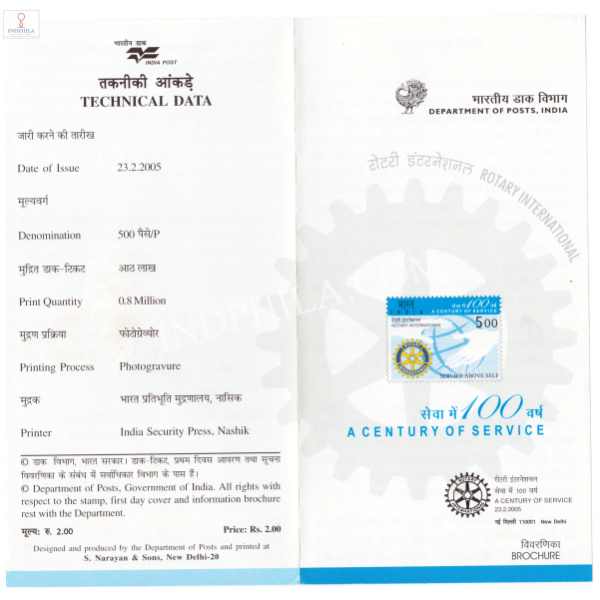 INDPHILA
भारतीय डाक
INDIA POST
तकनीकी आंकड़े
TECHNICAL DATA
जारी करने की तारीख
Date of Issue 23.2.2005
मूल्यवर्ग
Denomination 500 पैसे/P
मुद्रित डाक-टिकट आठ लाख
Print Quantity 0.8 Million
मुद्रण प्रक्रिया फोटोग्रेव्योर
Printing Process Photogravure
मुद्रक भारत प्रतिभूति मुद्रणालय, नासिक
Printer India Security Press, Nashik
© डाक विभाग, भारत सरकार। डाक-टिकट, प्रथम दिवस आवरण तथा सूचना
विवरणिका के संबंध में सर्वाधिकार विभाग के पास हैं।
© Department of Posts, Government of India. All rights with
respect to the stamp, first day cover and information brochure
rest with the Department.
मूल्य: रु. 2.00 Price: Rs. 2.00
Designed and produced by the Department of Posts and printed at
S. Narayan & Sons, New Delhi-20
भारतीय डाक विभाग
DEPARTMENT OF POSTS, INDIA
रोटरी इंटरनेशनल ROTARY INTERNATIONAL
भारत सेवा में 100 वर्ष
INDIA A CENTURY OF SERVICE
रोटरी इंटरनेशनल
ROTARY INTERNATIONAL
5.00
SERVICE ABOVE SELF
सेवा में 100 वर्ष
A CENTURY OF SERVICE
ROTARY
INTERNATIONAL
रोटरी इंटरनेशनल
सेवा में 100 वर्ष
A CENTURY OF SERVICE
23.2.2005
नई दिल्ली 110001 New Delhi
विवरणिका
BROCHURE